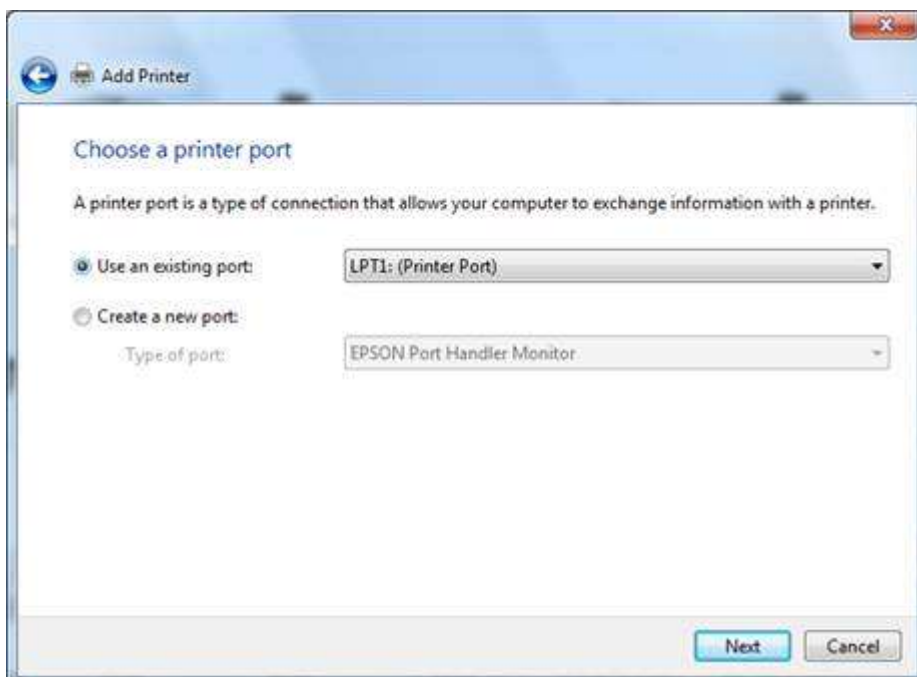 Add Printer
Choose a printer port
A printer port is a type of connection that allows your computer to exchange information with a printer.
Use an existing port: LPT1: (Printer Port)
Create a new port:
Type of port: EPSON Port Handler Monitor
Next Cancel